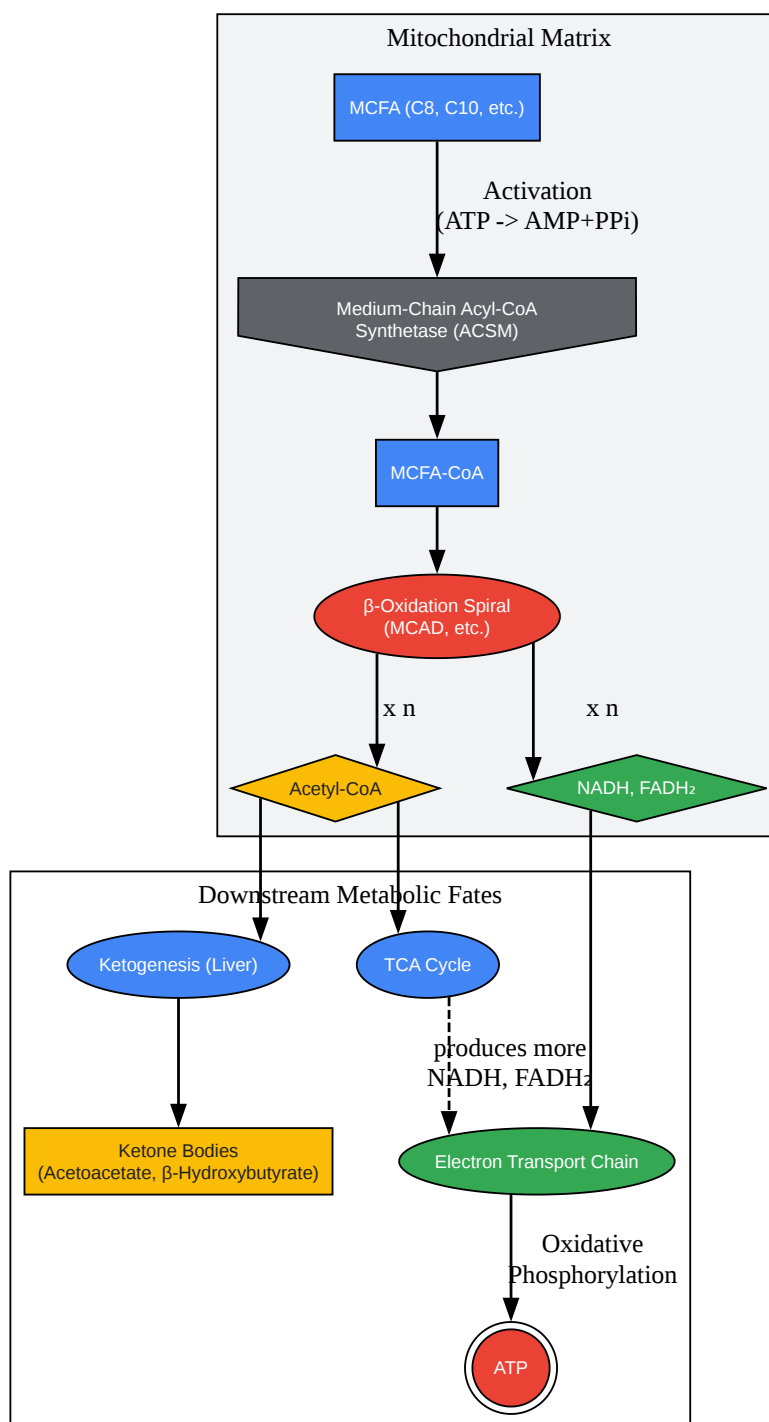 Mitochondrial Matrix
MCFA (C8, C10, etc.)
Activation
(ATP -> AMP+PPi)
Medium-Chain Acyl-CoA
Synthetase (ACSM)
MCFA-CoA
β-Oxidation Spiral
(MCAD, etc.)
x n
x n
Acetyl-CoA
NADH, FADH₂
Downstream Metabolic Fates
Ketogenesis (Liver)
TCA Cycle
produces more
NADH, FADH₂
Ketone Bodies
(Acetoacetate, β-Hydroxybutyrate)
Electron Transport Chain
Oxidative
Phosphorylation
ATP